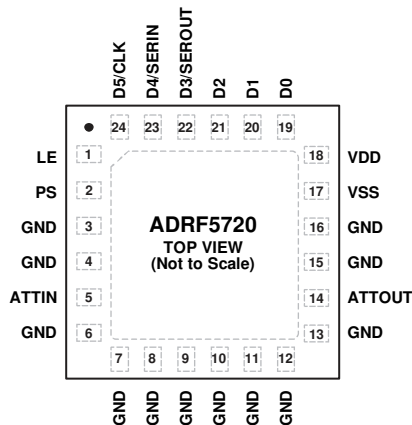 D5/CLK
D4/SERIN
D3/SEROUT
D2
D1
D0
24
23
22
21
20
19
LE 1
PS 2
GND 3
GND 4
ATTIN 5
GND 6
18 VDD
17 VSS
16 GND
15 GND
14 ATTOUT
13 GND
ADRF5720
TOP VIEW
(Not to Scale)
7
8
9
10
11
12
GND
GND
GND
GND
GND
GND